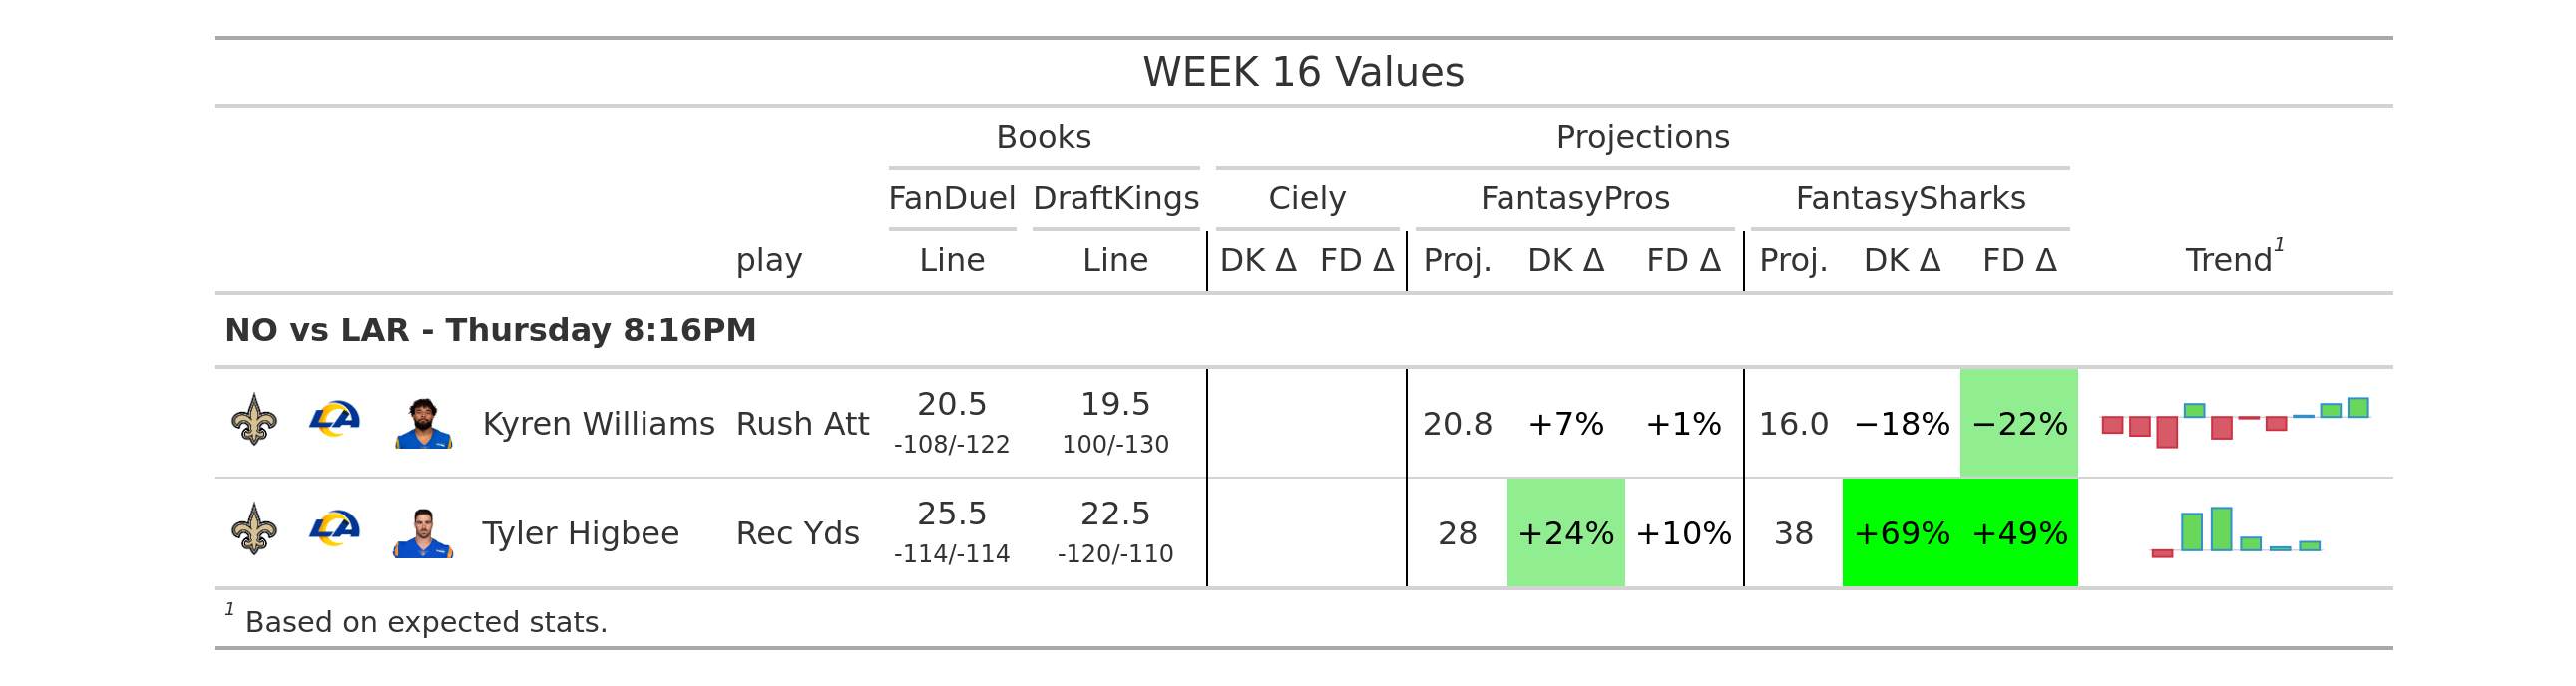 WEEK 16 Values
Books Projections
FanDuel DraftKings Ciely FantasyPros FantasySharks
play Line Line DK Δ FD Δ Proj. DK Δ FD Δ Proj. DK Δ FD Δ Trend1
NO vs LAR - Thursday 8:16PM
Kyren Williams Rush Att 20.5 19.5 20.8 +7% +1% 16.0 −18% −22%
-108/-122 100/-130
Tyler Higbee Rec Yds 25.5 22.5 28 +24% +10% 38 +69% +49%
-114/-114 -120/-110
1 Based on expected stats.